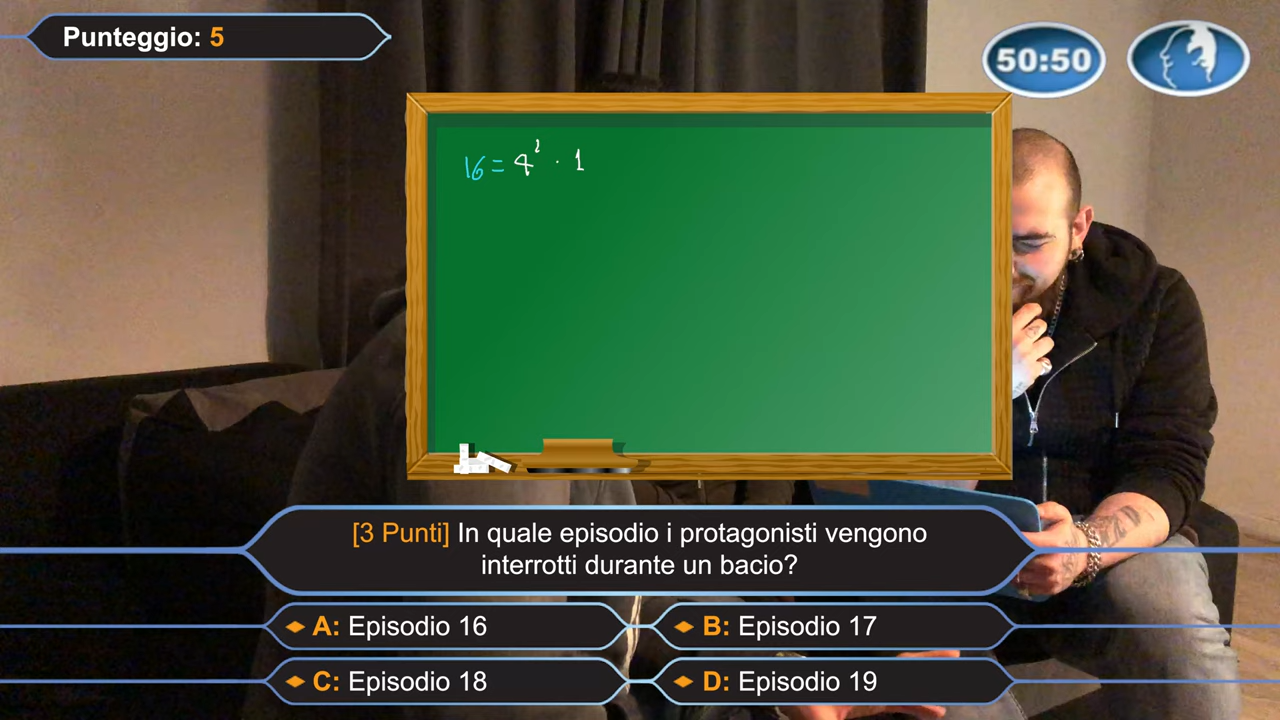 Punteggio: 5
50:50
16 = 4² · 1
[3 Punti] In quale episodio i protagonisti vengono
interrotti durante un bacio?
A: Episodio 16
B: Episodio 17
C: Episodio 18
D: Episodio 19